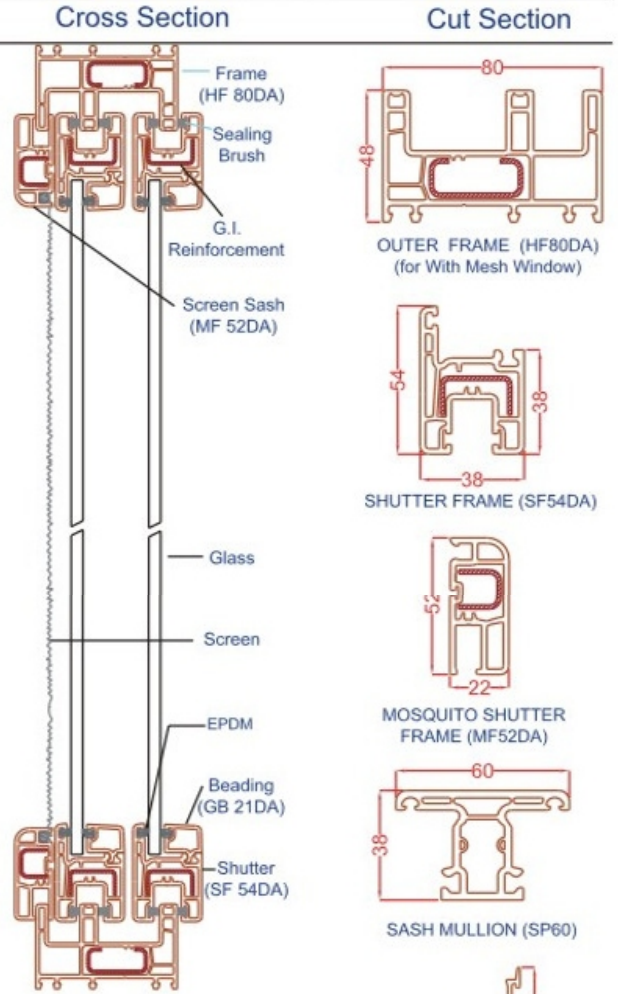 Cross Section
Frame
(HF 80DA)
Sealing
Brush
G.I.
Reinforcement
Screen Sash
(MF 52DA)
Glass
Screen
EPDM
Beading
(GB 21DA)
Shutter
(SF 54DA)
Cut Section
80
48
OUTER FRAME (HF80DA)
(for With Mesh Window)
54
38
38
SHUTTER FRAME (SF54DA)
52
22
MOSQUITO SHUTTER
FRAME (MF52DA)
60
38
SASH MULLION (SP60)